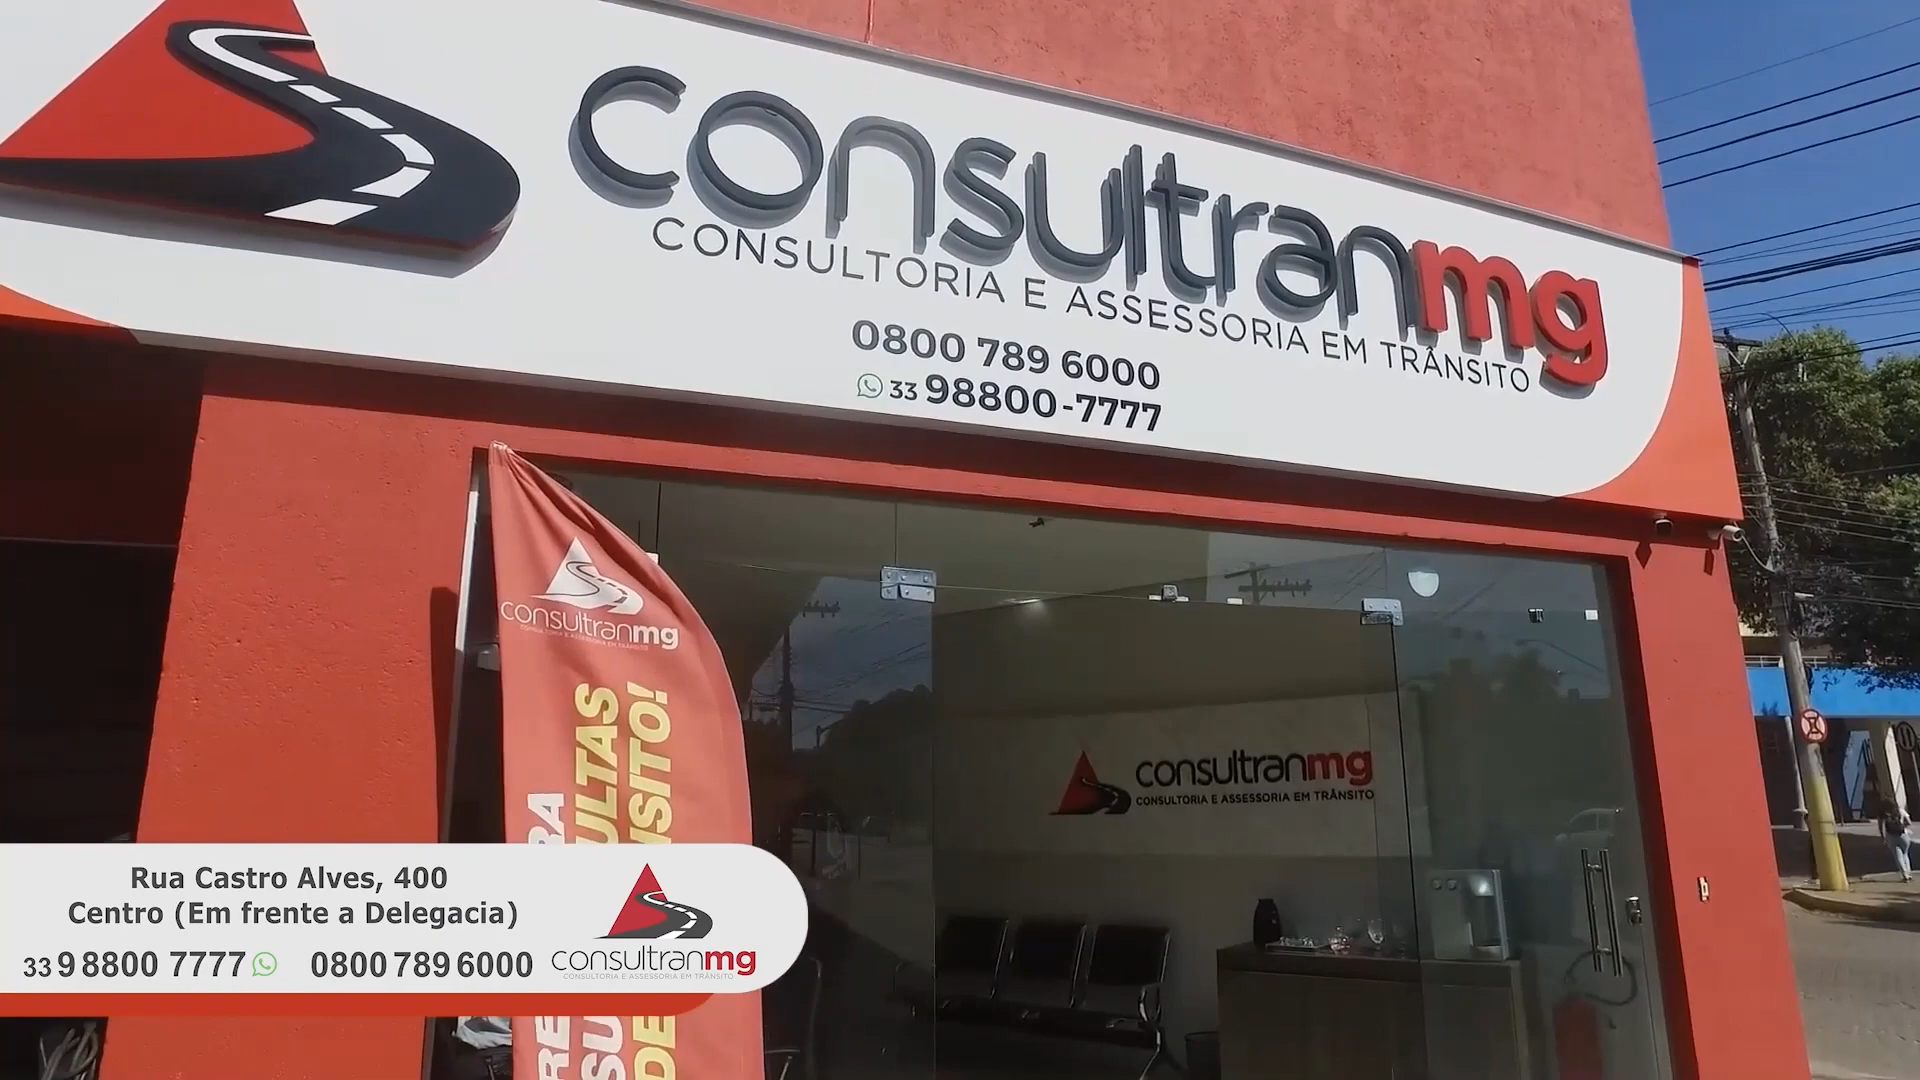 consultranmg
CONSULTORIA E ASSESSORIA EM TRÂNSITO
0800 789 6000
33 98800-7777
consultranmg
CONSULTORIA E ASSESSORIA EM TRÂNSITO
consultranmg
CONSULTORIA E ASSESSORIA EM TRÂNSITO
Rua Castro Alves, 400
Centro (Em frente a Delegacia)
33 9 8800 7777 0800 789 6000
consultranmg
CONSULTORIA E ASSESSORIA EM TRÂNSITO